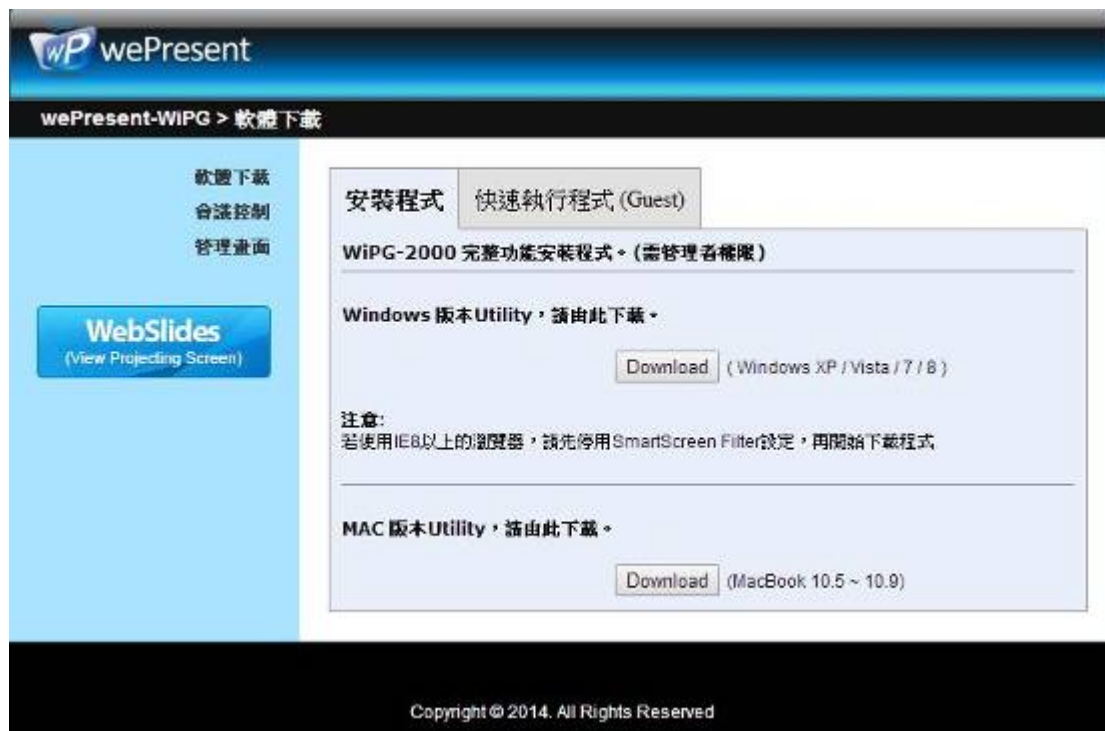 wP wePresent
wePresent-WiPG > 軟體下載
軟體下載
會議控制
管理畫面
WebSlides
(View Projecting Screen)
安裝程式 快速執行程式 (Guest)
WiPG-2000 完整功能安裝程式。(需管理者權限)
Windows 版本Utility,請由此下載。
Download ( Windows XP / Vista / 7 / 8 )
注意:
若使用IE8以上的瀏覽器,請先停用SmartScreen Filter設定,再開始下載程式
MAC 版本Utility,請由此下載。
Download (MacBook 10.5 ~ 10.9)
Copyright © 2014. All Rights Reserved